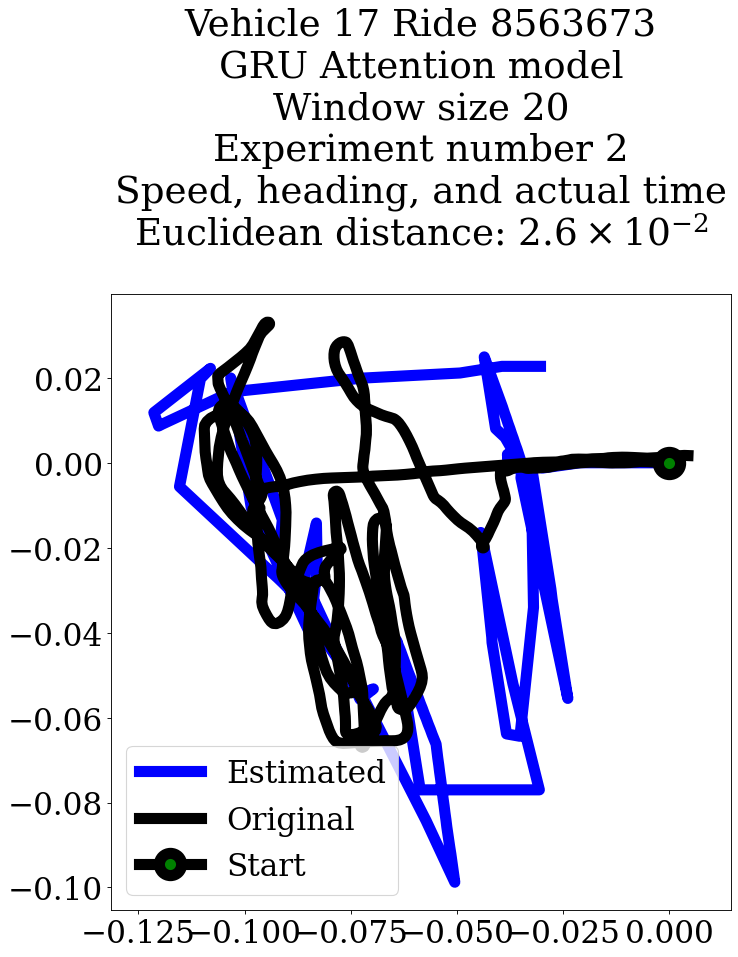 Vehicle 17 Ride 8563673
GRU Attention model
Window size 20
Experiment number 2
Speed, heading, and actual time
Euclidean distance: 2.6 × 10⁻²
0.02
0.00
−0.02
−0.04
−0.06
−0.08
−0.10
Estimated
Original
Start
−0.125 −0.100 −0.075 −0.050 −0.025 0.000